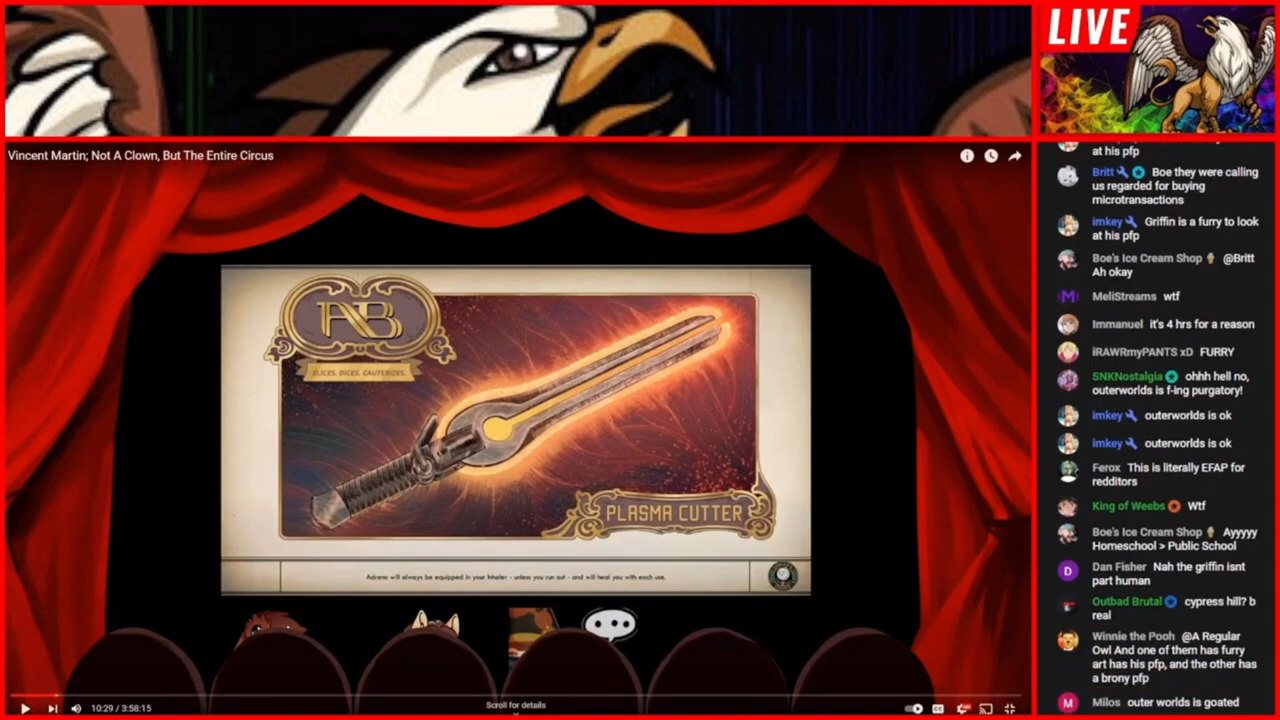 LIVE
Vincent Martin; Not A Clown, But The Entire Circus
AB
SLICES. DICES. CAUTERIZES.
PLASMA CUTTER
Adreno will always be equipped in your Inhaler - unless you run out - and will heal you with each use.
10:29 / 3:58:15
Scroll for details
at his pfp
Britt Boe they were calling
us regarded for buying
microtransactions
imkey Griffin is a furry to look
at his pfp
Boe's Ice Cream Shop @Britt
Ah okay
MeliStreams wtf
Immanuel it's 4 hrs for a reason
iRAWRmyPANTS xD FURRY
SNKNostalgia ohhh hell no,
outerworlds is f-ing purgatory!
imkey outerworlds is ok
imkey outerworlds is ok
Ferox This is literally EFAP for
redditors
King of Weebs Wtf
Boe's Ice Cream Shop Ayyyyy
Homeschool > Public School
D
Dan Fisher Nah the griffin isnt
part human
Outbad Brutal cypress hill? b
real
Winnie the Pooh @A Regular
Owl And one of them has furry
art has his pfp, and the other has
a brony pfp
M
Milos outer worlds is goated